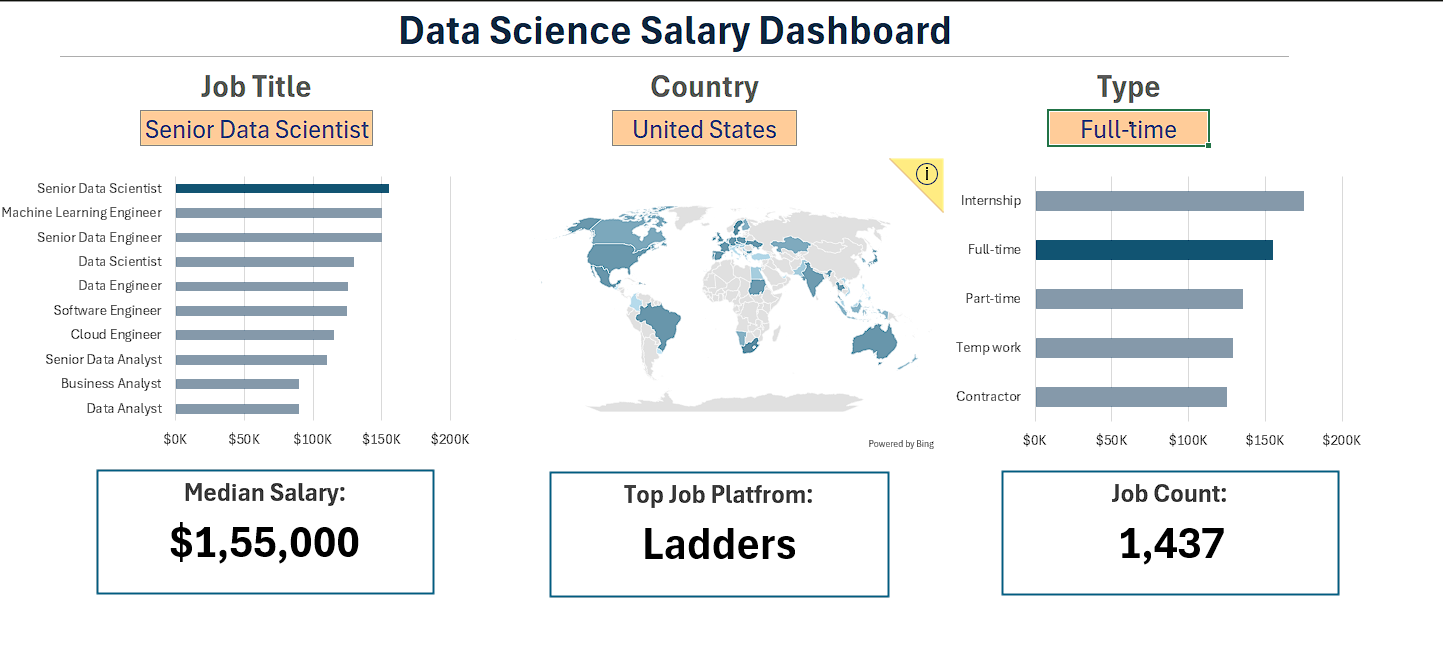 Data Science Salary Dashboard
Job Title
Senior Data Scientist
Country
United States
Type
Full-time
Senior Data Scientist
Machine Learning Engineer
Senior Data Engineer
Data Scientist
Data Engineer
Software Engineer
Cloud Engineer
Senior Data Analyst
Business Analyst
Data Analyst
$0K $50K $100K $150K $200K
i
Powered by Bing
Internship
Full-time
Part-time
Temp work
Contractor
$0K $50K $100K $150K $200K
Median Salary:
$1,55,000
Top Job Platfrom:
Ladders
Job Count:
1,437